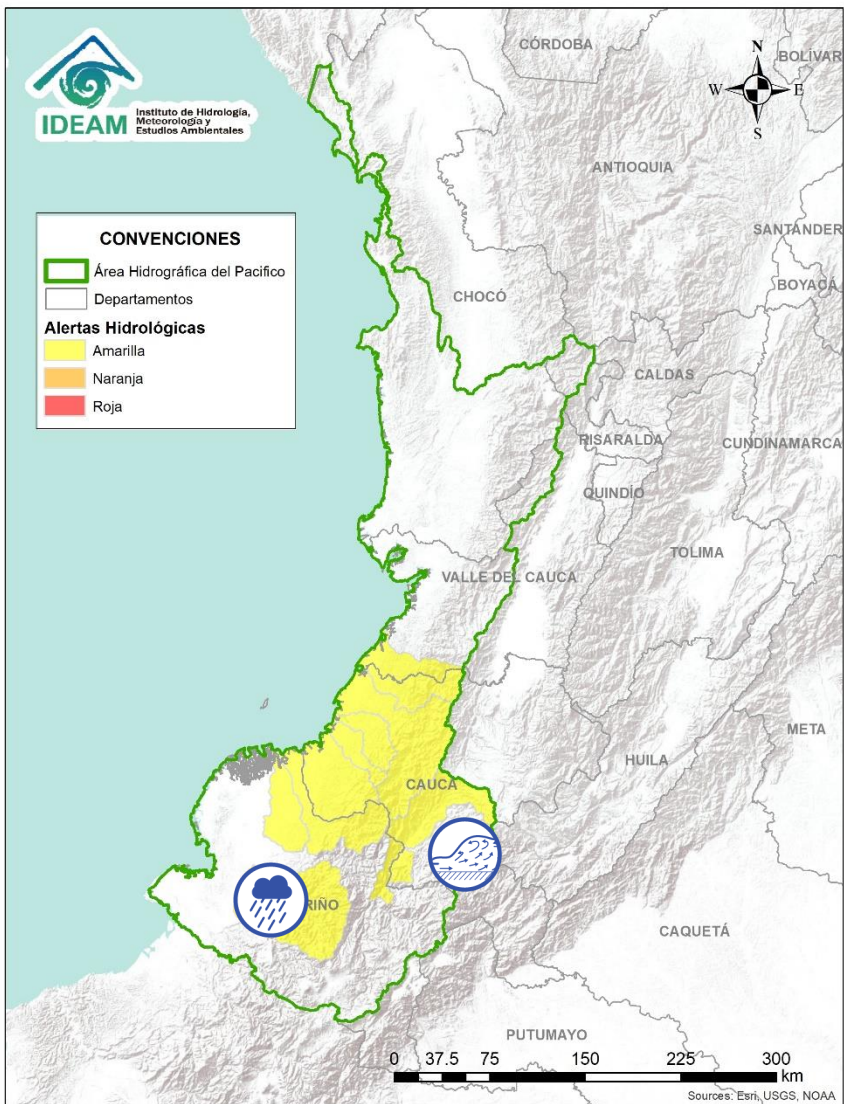 IDEAM
Instituto de Hidrología,
Meteorología y
Estudios Ambientales
N
W
E
S
CÓRDOBA
BOLÍVAR
ANTIOQUIA
SANTANDER
BOYACÁ
CONVENCIONES
Área Hidrográfica del Pacifico
Departamentos
Alertas Hidrológicas
Amarilla
Naranja
Roja
CHOCÓ
CALDAS
RISARALDA
CUNDINAMARCA
QUINDÍO
TOLIMA
VALLE DEL CAUCA
META
HUILA
CAUCA
RIÑO
CAQUETÁ
PUTUMAYO
0 37.5 75 150 225 300
km
Sources: Esri, USGS, NOAA